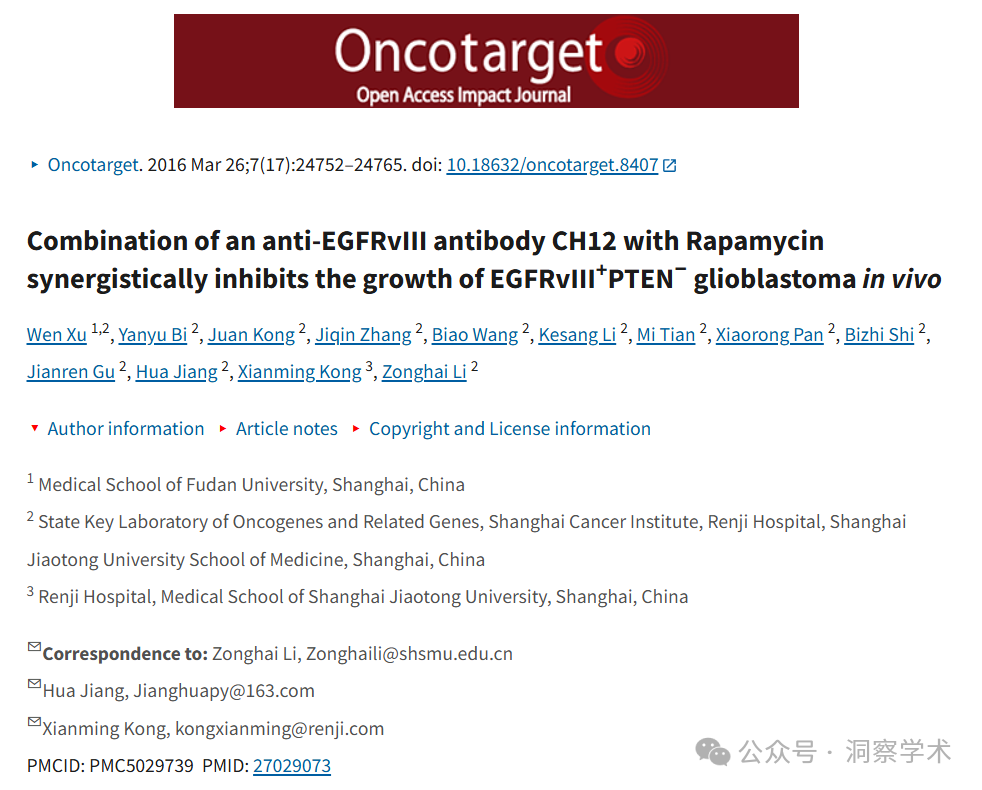 Oncotarget
Open Access Impact Journal
▸ Oncotarget. 2016 Mar 26;7(17):24752–24765. doi: 10.18632/oncotarget.8407
Combination of an anti-EGFRvIII antibody CH12 with Rapamycin
synergistically inhibits the growth of EGFRvIII⁺PTEN⁻ glioblastoma in vivo
Wen Xu ¹,², Yanyu Bi ², Juan Kong ², Jiqin Zhang ², Biao Wang ², Kesang Li ², Mi Tian ², Xiaorong Pan ², Bizhi Shi ²,
Jianren Gu ², Hua Jiang ², Xianming Kong ³, Zonghai Li ²
▾ Author information ▸ Article notes ▸ Copyright and License information
¹ Medical School of Fudan University, Shanghai, China
² State Key Laboratory of Oncogenes and Related Genes, Shanghai Cancer Institute, Renji Hospital, Shanghai
Jiaotong University School of Medicine, Shanghai, China
³ Renji Hospital, Medical School of Shanghai Jiaotong University, Shanghai, China
✉Correspondence to: Zonghai Li, Zonghaili@shsmu.edu.cn
✉Hua Jiang, Jianghuapy@163.com
✉Xianming Kong, kongxianming@renji.com
公众号 · 洞察学术
PMCID: PMC5029739 PMID: 27029073